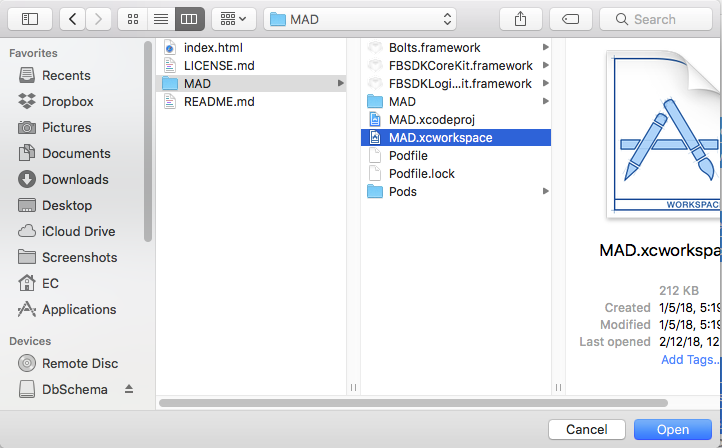 MAD
Search
Favorites
Recents
Dropbox
Pictures
Documents
Downloads
Desktop
iCloud Drive
Screenshots
EC
Applications
Devices
Remote Disc
DbSchema
index.html
LICENSE.md
MAD
README.md
Bolts.framework
FBSDKCoreKit.framework
FBSDKLogi...it.framework
MAD
MAD.xcodeproj
MAD.xcworkspace
Podfile
Podfile.lock
Pods
WORKSPAC
MAD.xcworkspa
212 KB
Created 1/5/18, 5:19
Modified 1/5/18, 5:19
Last opened 2/12/18, 12
Add Tags...
Cancel
Open